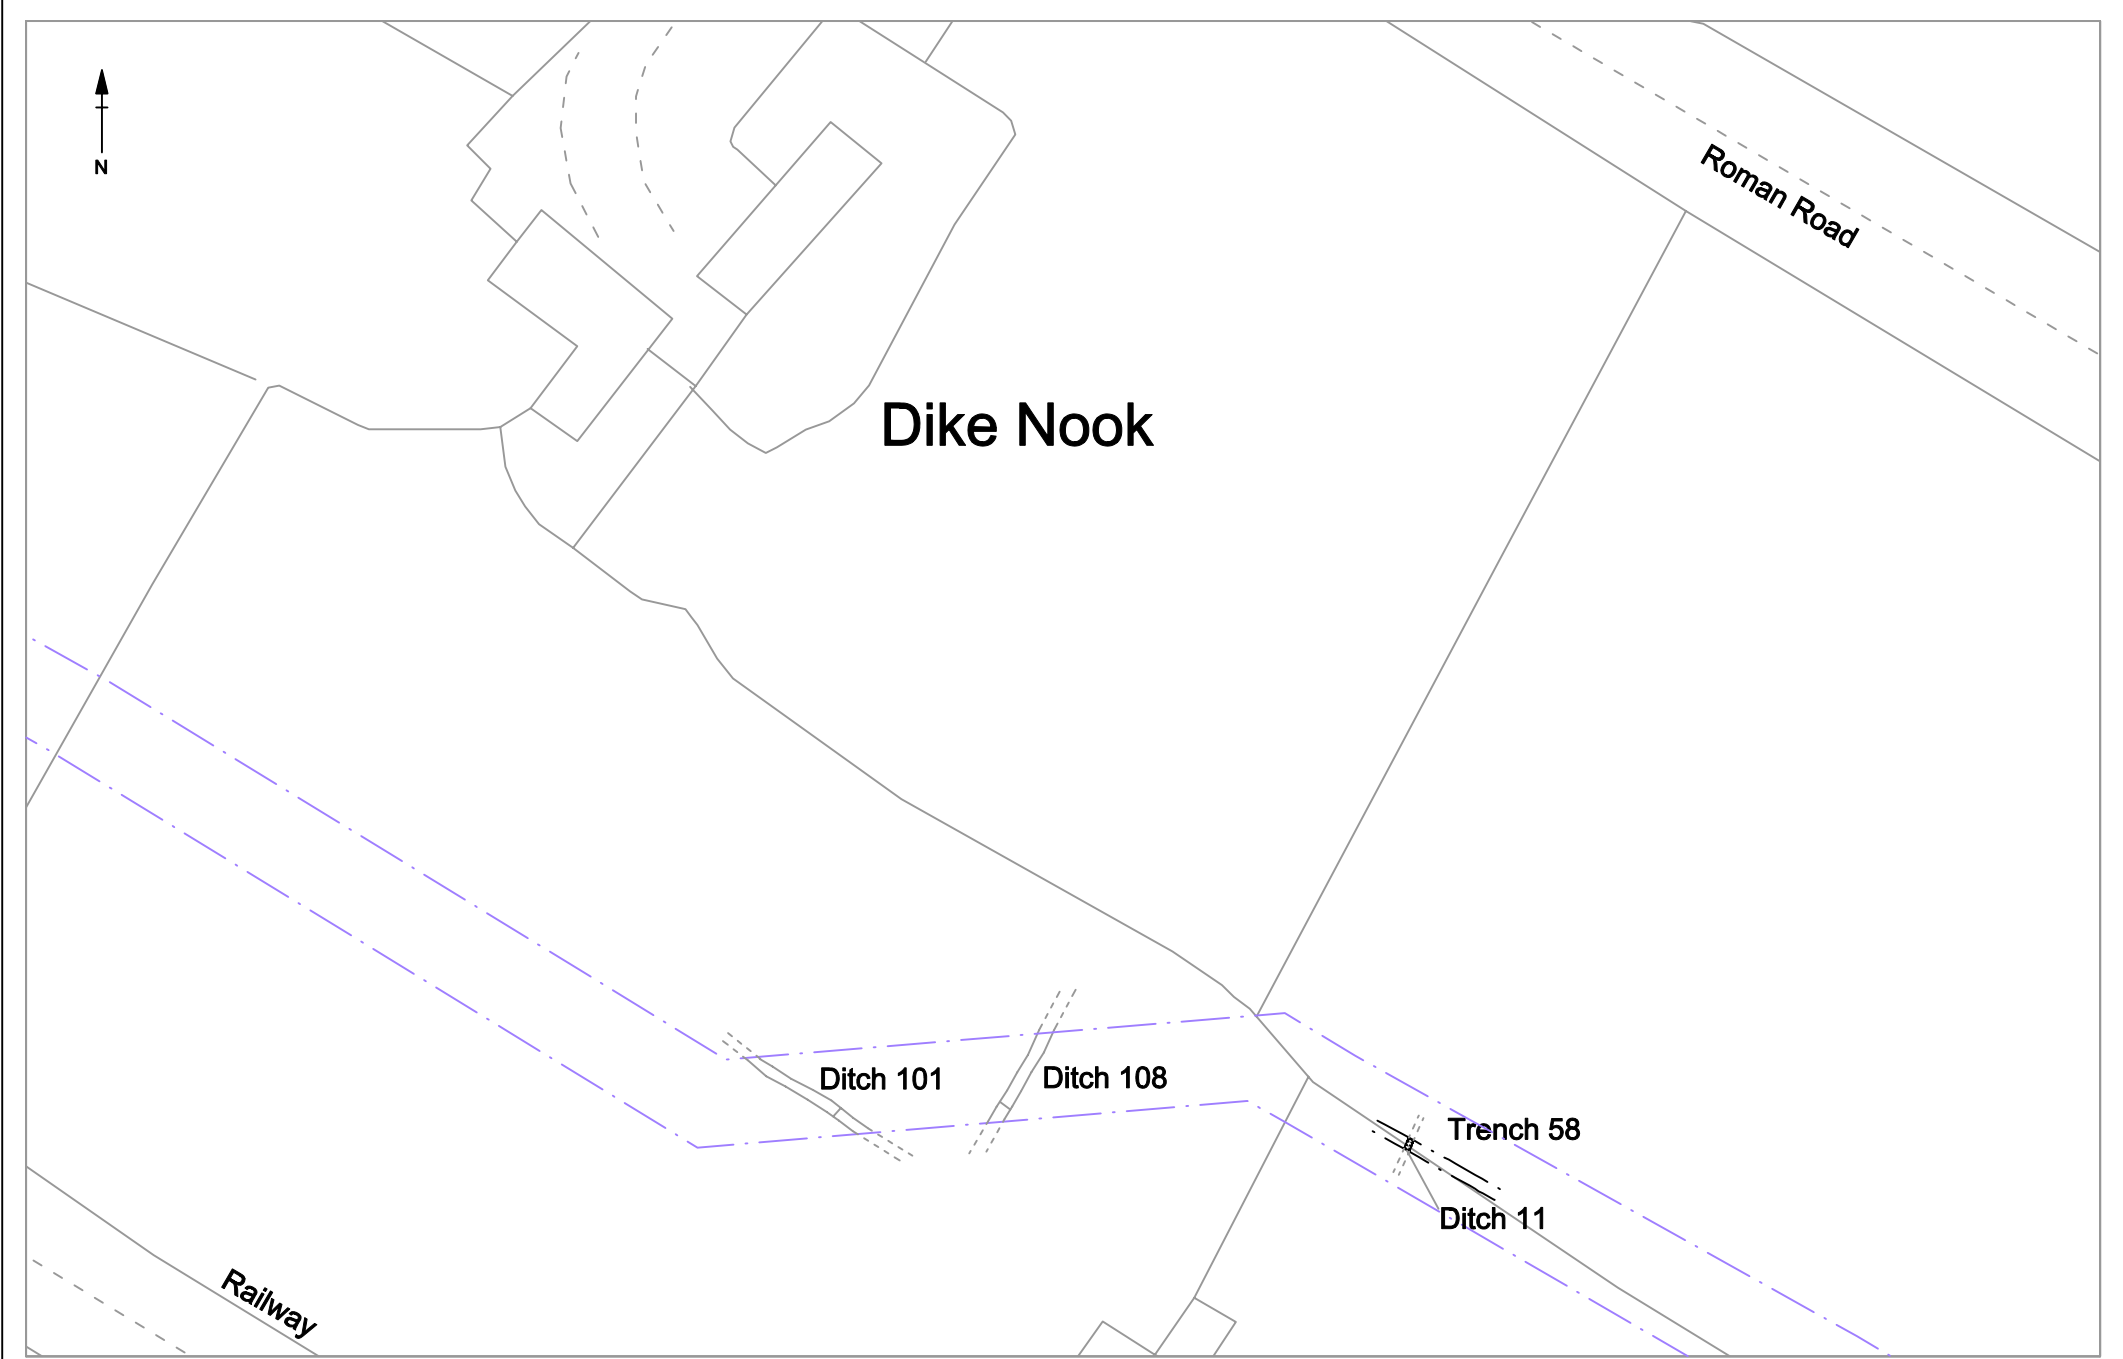 N
Roman Road
Dike Nook
Ditch 101
Ditch 108
Trench 58
Ditch 11
Railway